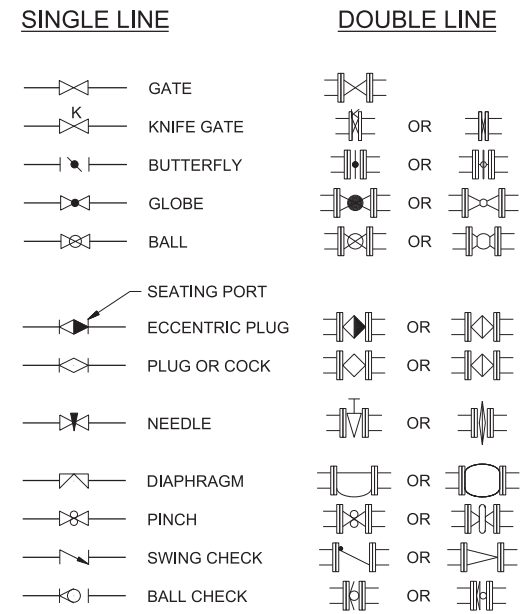 SINGLE LINE DOUBLE LINE
GATE
K
KNIFE GATE OR
BUTTERFLY OR
GLOBE OR
BALL OR
SEATING PORT
ECCENTRIC PLUG OR
PLUG OR COCK OR
NEEDLE OR
DIAPHRAGM OR
PINCH OR
SWING CHECK OR
BALL CHECK OR